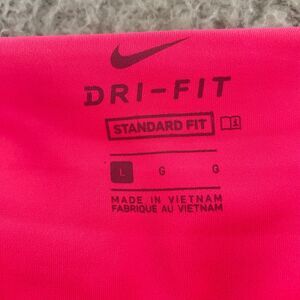 DRI-FIT
STANDARD FIT
L G G
MADE IN VIETNAM
FABRIQUE AU VIETNAM